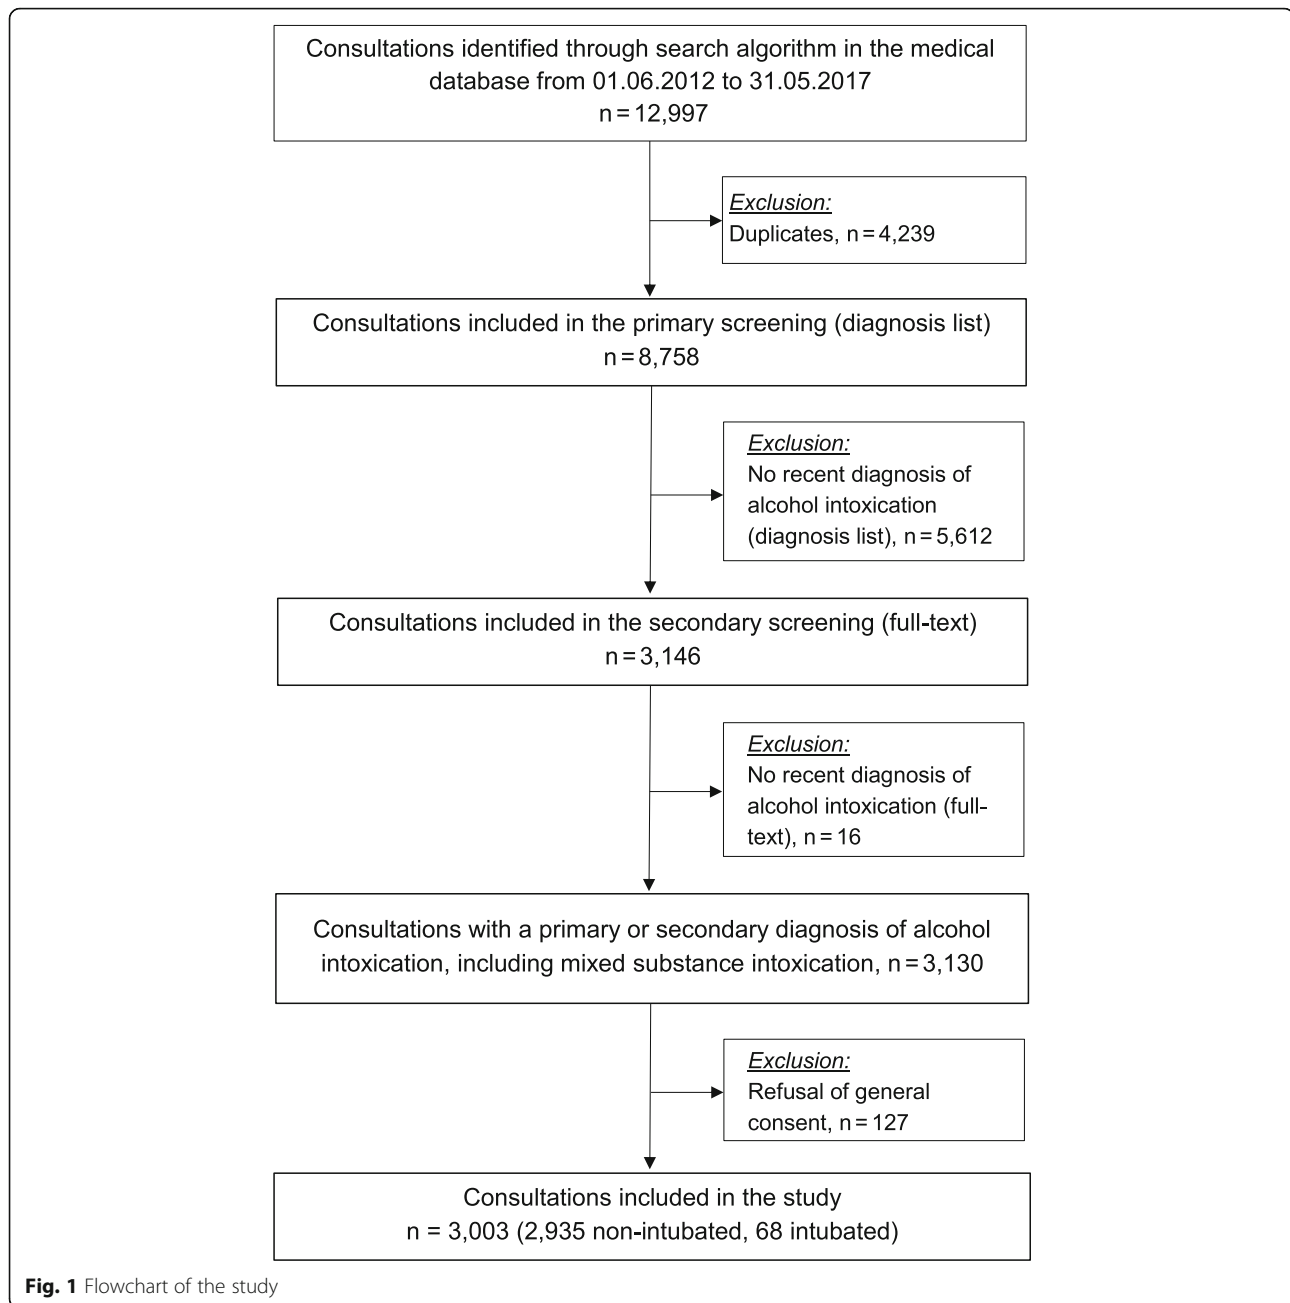 Consultations identified through search algorithm in the medical
database from 01.06.2012 to 31.05.2017
n = 12,997
Exclusion:
Duplicates, n = 4,239
Consultations included in the primary screening (diagnosis list)
n = 8,758
Exclusion:
No recent diagnosis of
alcohol intoxication
(diagnosis list), n = 5,612
Consultations included in the secondary screening (full-text)
n = 3,146
Exclusion:
No recent diagnosis of
alcohol intoxication (full-
text), n = 16
Consultations with a primary or secondary diagnosis of alcohol
intoxication, including mixed substance intoxication, n = 3,130
Exclusion:
Refusal of general
consent, n = 127
Consultations included in the study
n = 3,003 (2,935 non-intubated, 68 intubated)
Fig. 1 Flowchart of the study